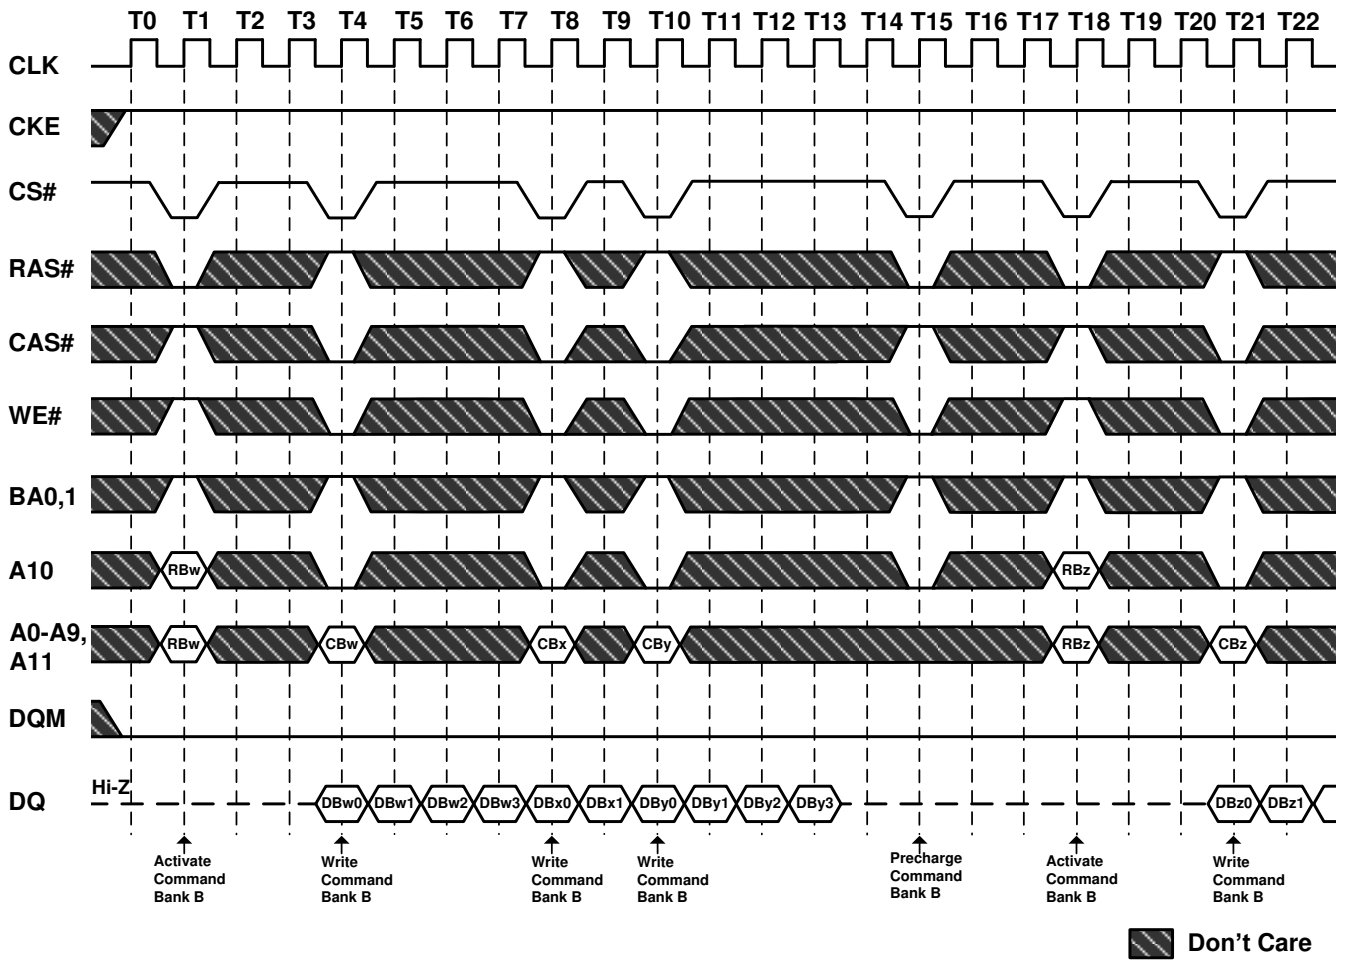 T0 T1 T2 T3 T4 T5 T6 T7 T8 T9 T10 T11 T12 T13 T14 T15 T16 T17 T18 T19 T20 T21 T22
CLK
CKE
CS#
RAS#
CAS#
WE#
BA0,1
A10 RBw RBz
A0-A9,
A11
RBw CBw CBx CBy RBz CBz
DQM
Hi-Z
DQ DBw0 DBw1 DBw2 DBw3 DBx0 DBx1 DBy0 DBy1 DBy2 DBy3 DBz0 DBz1
Activate
Command
Bank B
Write
Command
Bank B
Write
Command
Bank B
Write
Command
Bank B
Precharge
Command
Bank B
Activate
Command
Bank B
Write
Command
Bank B
Don't Care